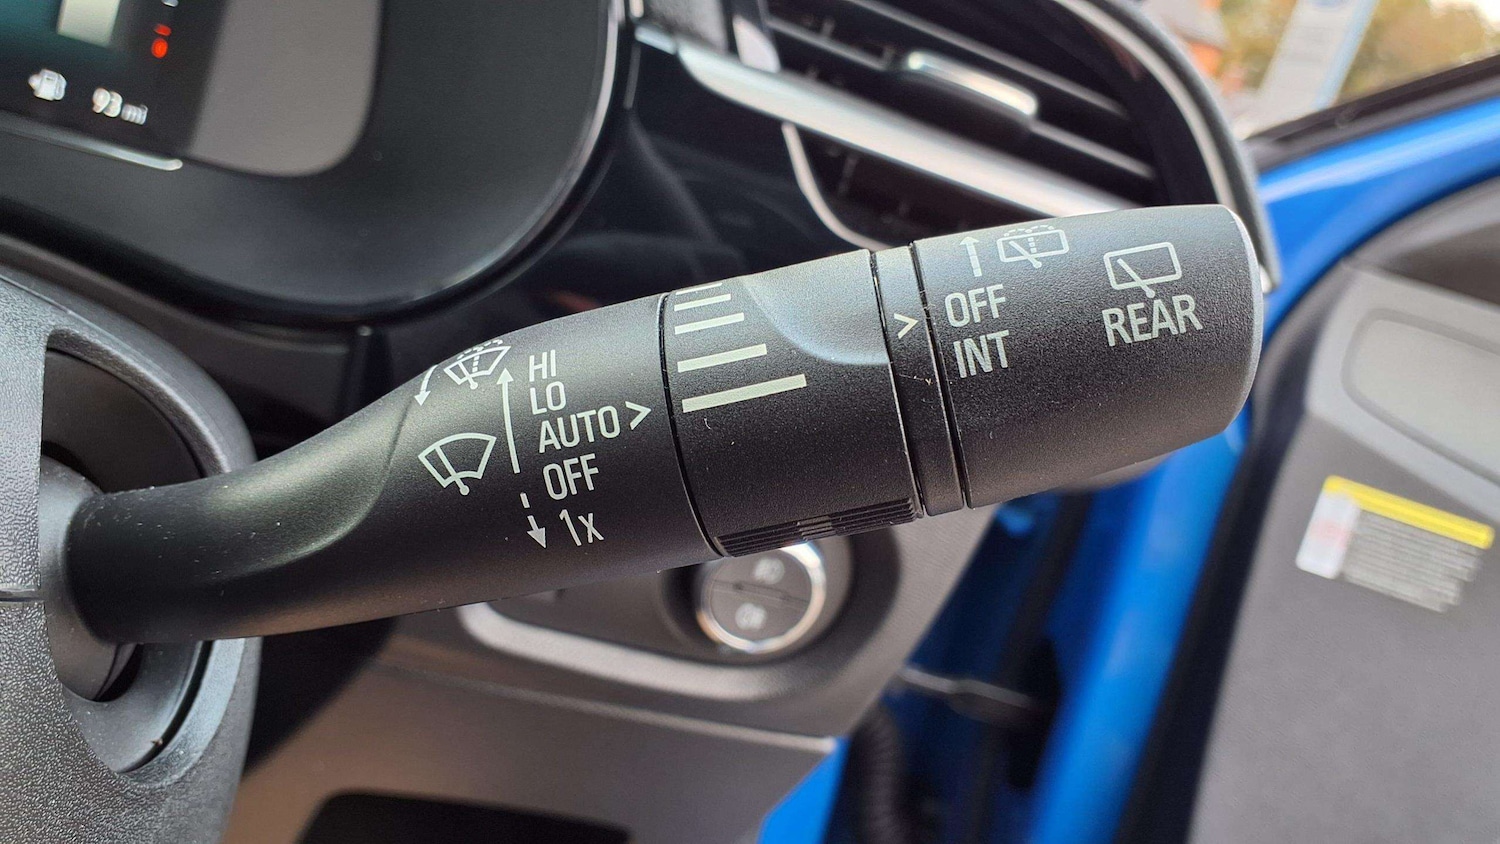 93 mi
HI
LO
AUTO >
OFF
1x
>
OFF
INT
REAR